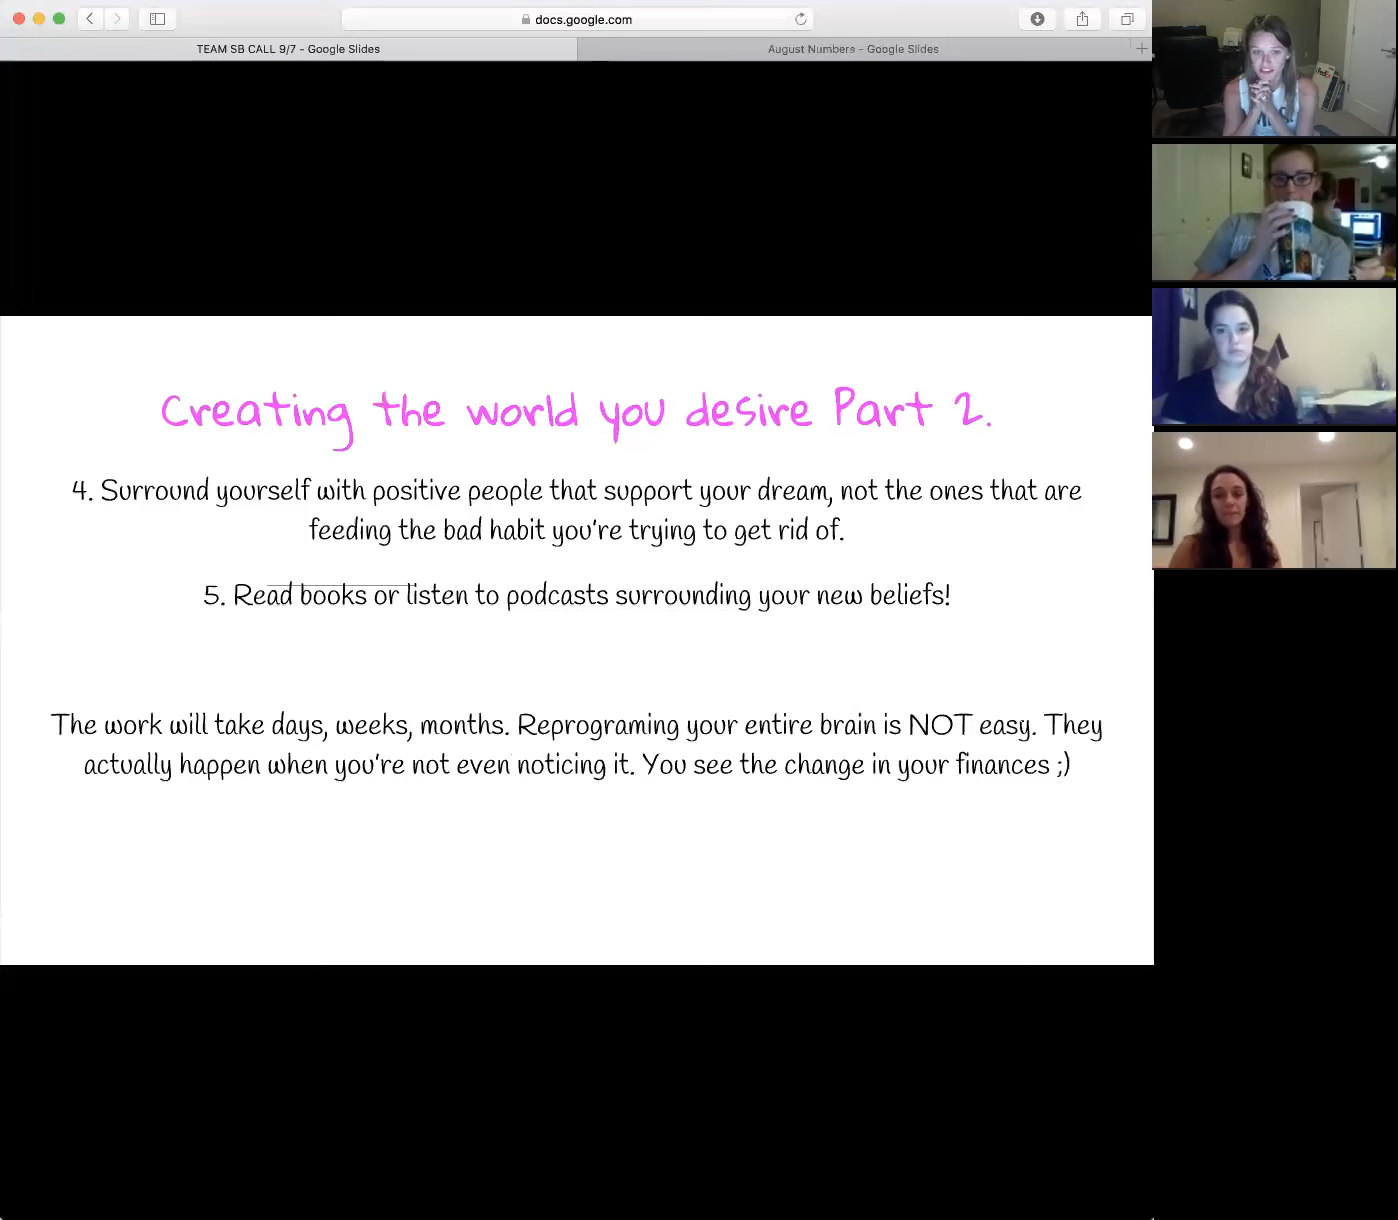 docs.google.com
TEAM SB CALL 9/7 - Google Slides
August Numbers - Google Slides
FedEx
Creating the world you desire Part 2.
4. Surround yourself with positive people that support your dream, not the ones that are
feeding the bad habit you're trying to get rid of.
5. Read books or listen to podcasts surrounding your new beliefs!
The work will take days, weeks, months. Reprograming your entire brain is NOT easy. They
actually happen when you're not even noticing it. You see the change in your finances ;)